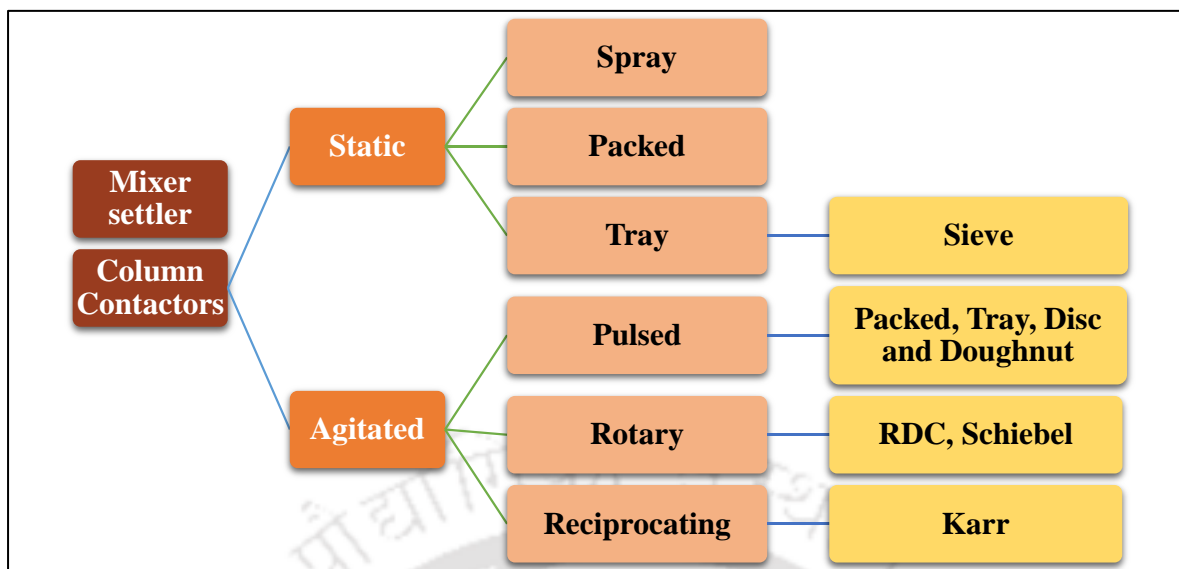 Mixer
settler
Column
Contactors
Static
Agitated
Spray
Packed
Tray
Sieve
Pulsed
Packed, Tray, Disc
and Doughnut
Rotary
RDC, Schiebel
Reciprocating
Karr